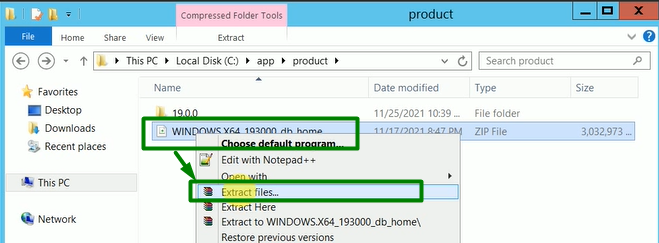 Compressed Folder Tools
product
File
Home
Share
View
Extract
This PC
Local Disk (C:)
app
product
Search product
Name
Date modified
Type
Size
Favorites
Desktop
Downloads
Recent places
This PC
Network
19.0.0
11/25/2021 10:39 ...
File folder
WINDOWS.X64_193000_db_home
11/17/2021 8:47 PM
ZIP File
3,032,973 ...
Choose default program...
Edit with Notepad++
Open with
Extract files...
Extract Here
Extract to WINDOWS.X64_193000_db_home\
Restore previous versions